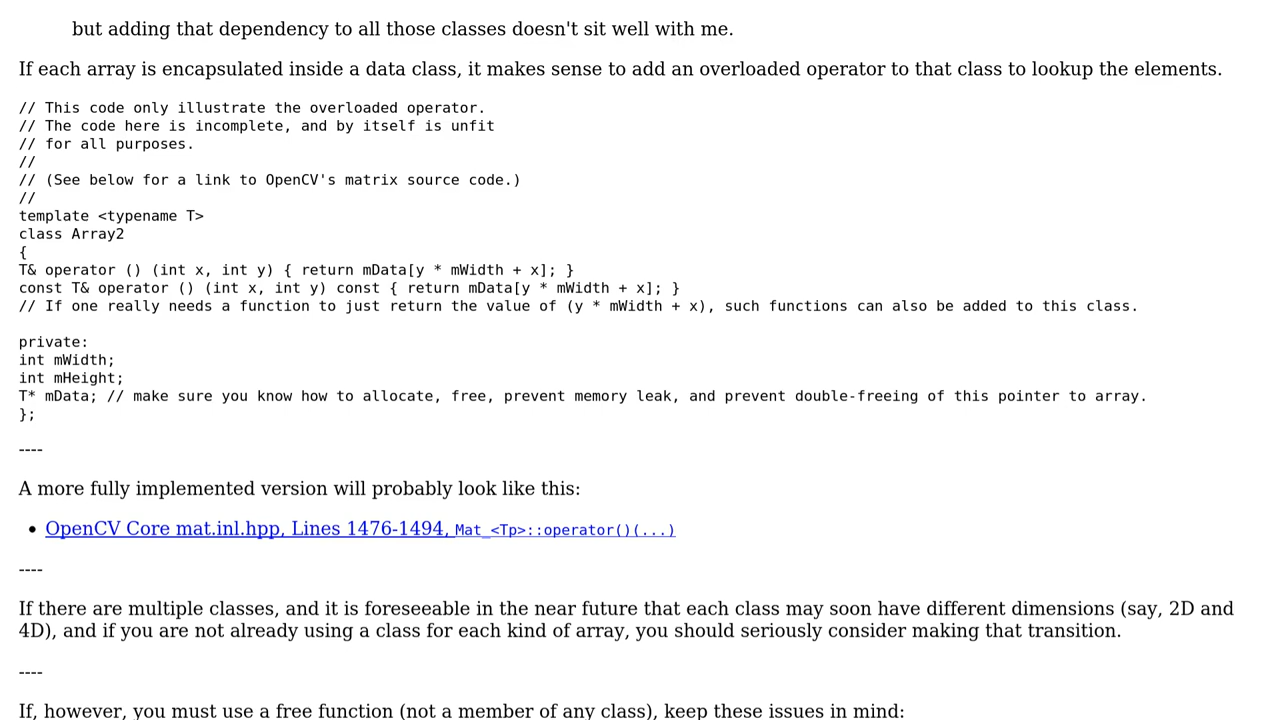 but adding that dependency to all those classes doesn't sit well with me.
If each array is encapsulated inside a data class, it makes sense to add an overloaded operator to that class to lookup the elements.
// This code only illustrate the overloaded operator.
// The code here is incomplete, and by itself is unfit
// for all purposes.
//
// (See below for a link to OpenCV's matrix source code.)
//
template <typename T>
class Array2
{
T& operator () (int x, int y) { return mData[y * mWidth + x]; }
const T& operator () (int x, int y) const { return mData[y * mWidth + x]; }
// If one really needs a function to just return the value of (y * mWidth + x), such functions can also be added to this class.
private:
int mWidth;
int mHeight;
T* mData; // make sure you know how to allocate, free, prevent memory leak, and prevent double-freeing of this pointer to array.
};
----
A more fully implemented version will probably look like this:
• OpenCV Core mat.inl.hpp, Lines 1476-1494, Mat_<Tp>::operator()(...)
----
If there are multiple classes, and it is foreseeable in the near future that each class may soon have different dimensions (say, 2D and
4D), and if you are not already using a class for each kind of array, you should seriously consider making that transition.
----
If, however, you must use a free function (not a member of any class), keep these issues in mind: